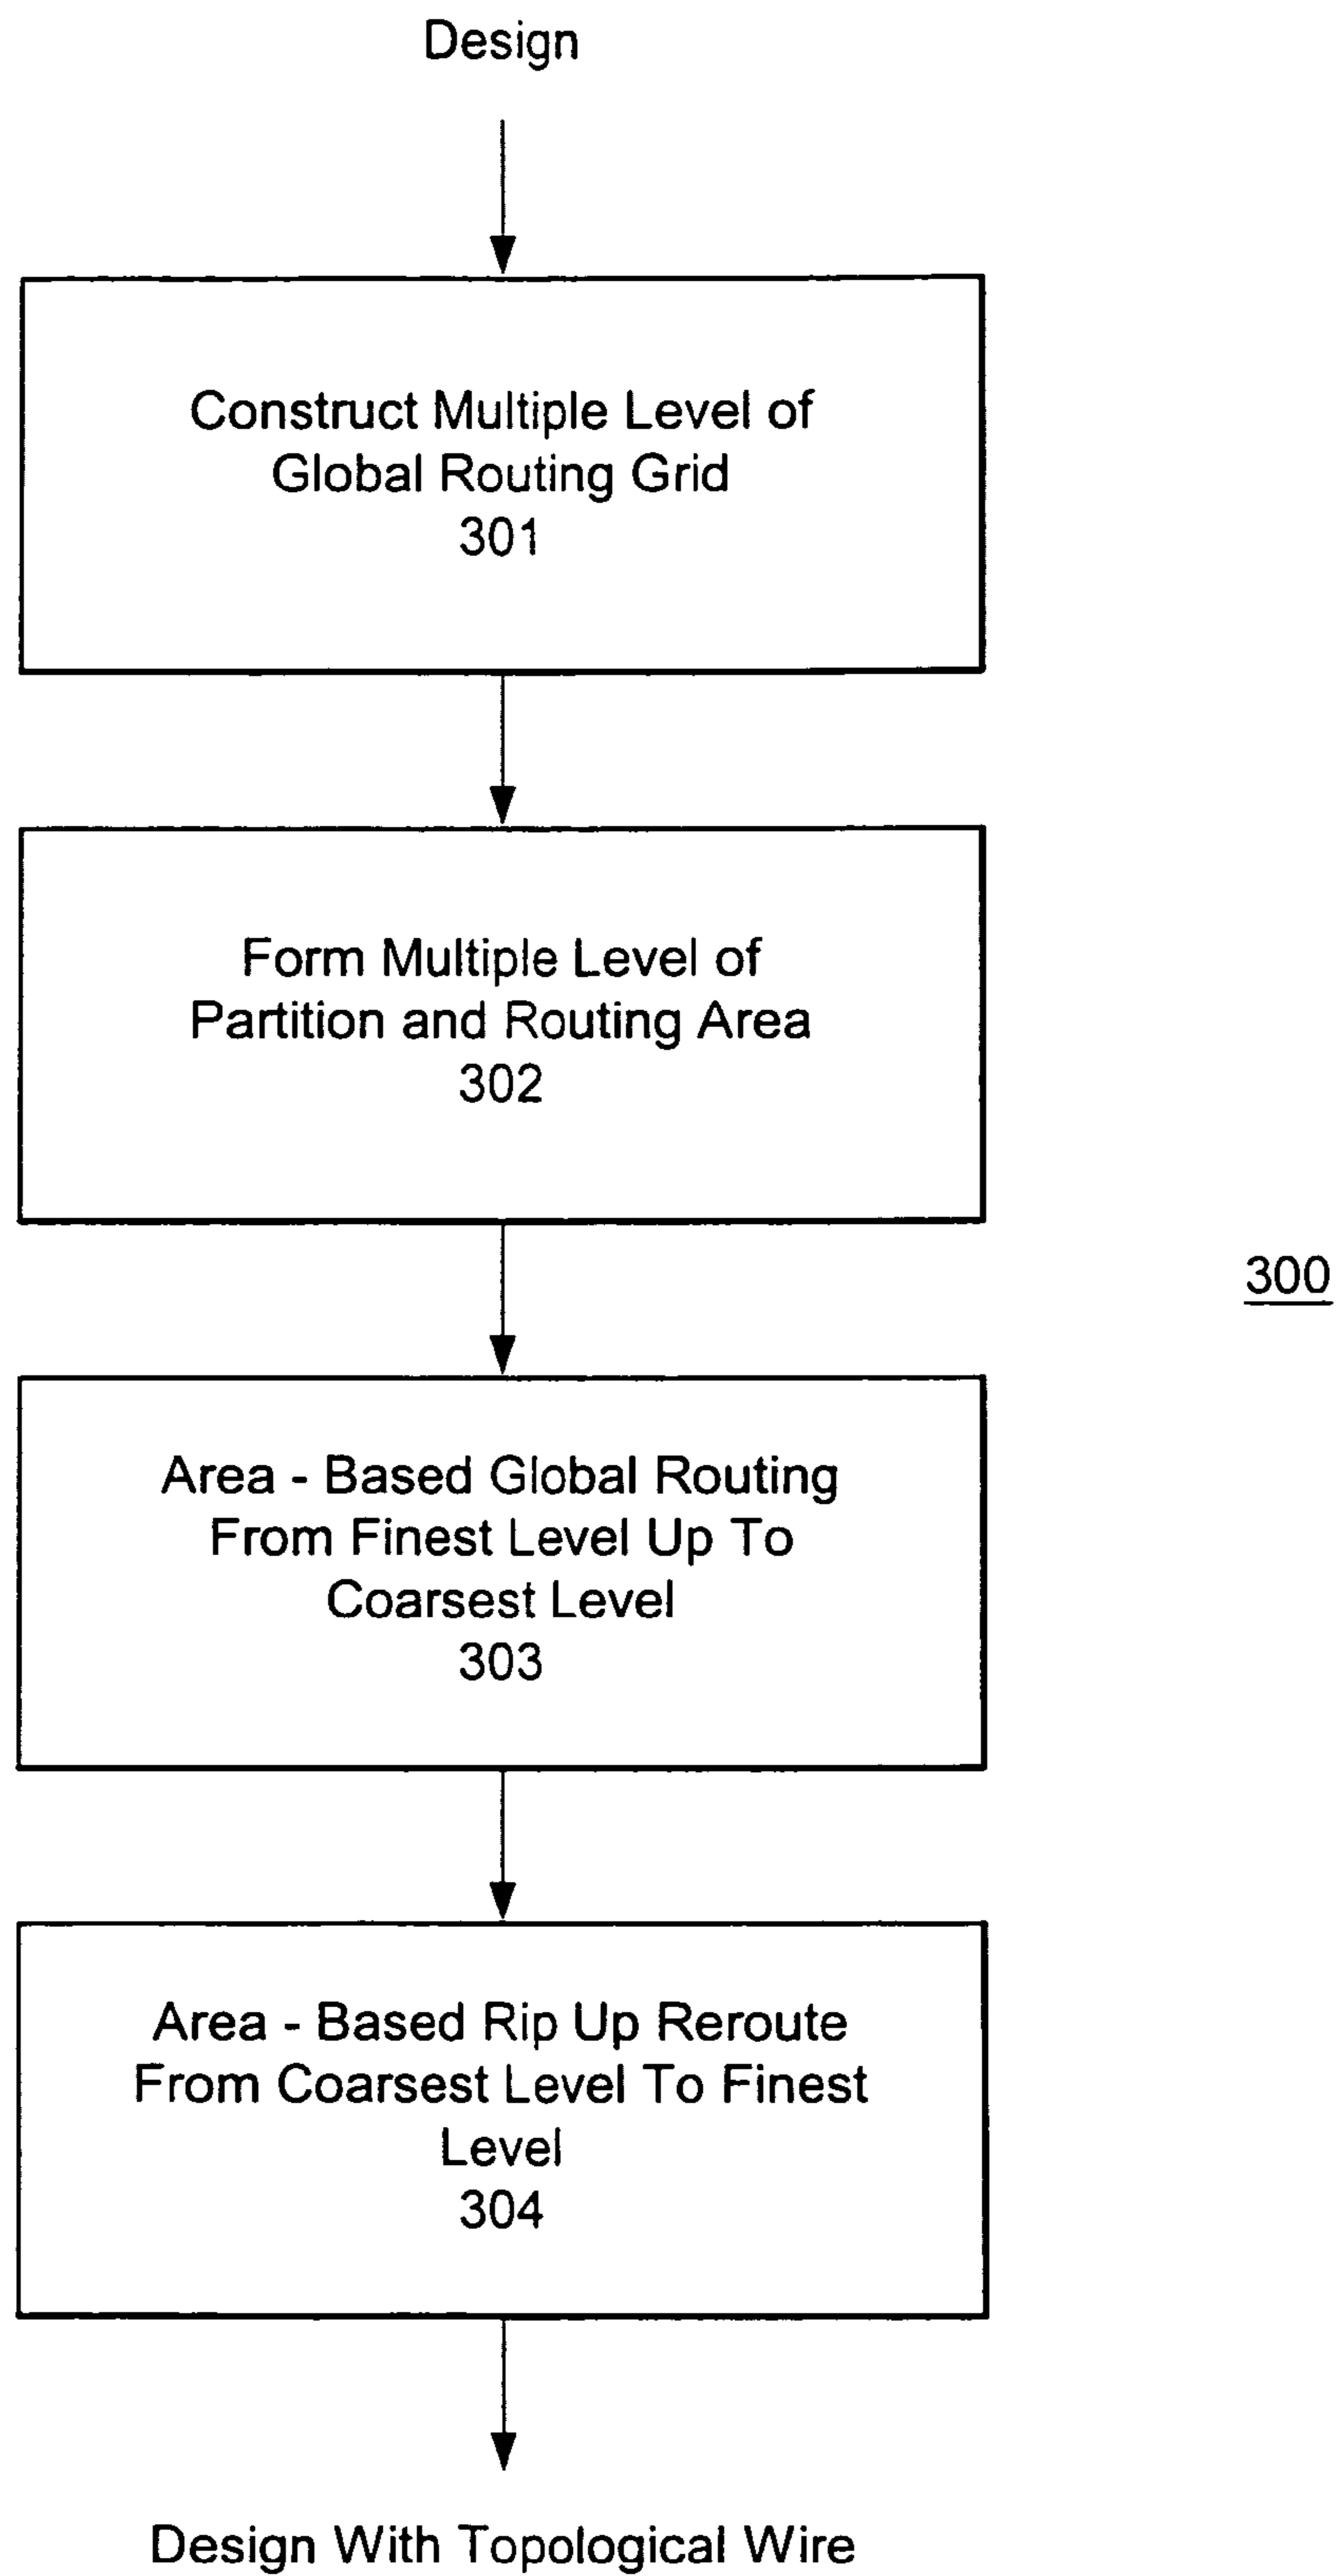 Design
Construct Multiple Level of
Global Routing Grid
301
Form Multiple Level of
Partition and Routing Area
302
300
Area - Based Global Routing
From Finest Level Up To
Coarsest Level
303
Area - Based Rip Up Reroute
From Coarsest Level To Finest
Level
304
Design With Topological Wire